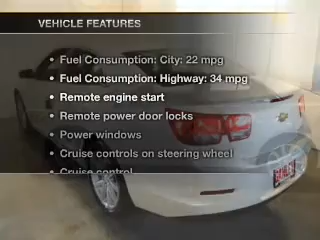 VEHICLE FEATURES
• Fuel Consumption: City: 22 mpg
• Fuel Consumption: Highway: 34 mpg
• Remote engine start
• Remote power door locks
• Power windows
• Cruise controls on steering wheel
• Cruise control